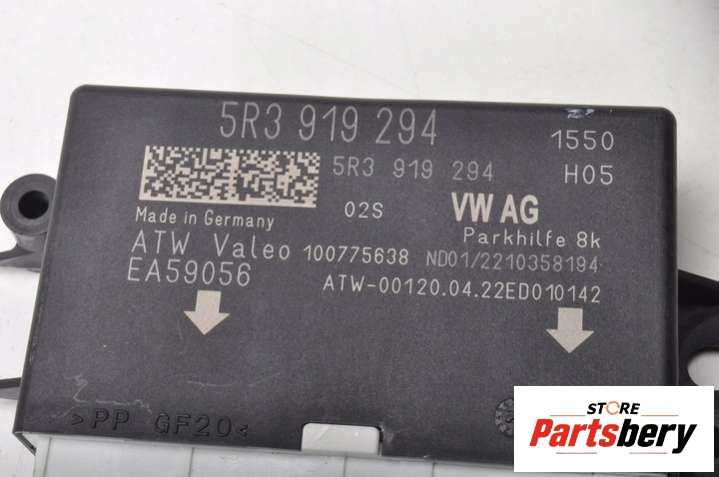 5R3 919 294
1550
5R3 919 294
H05
02S
VW AG
Made in Germany
Parkhilfe 8k
ATW Valeo 100775638 ND01/2210358194
EA59056
ATW-00120.04.22ED010142
>PP GF20<
STORE
Partsbery